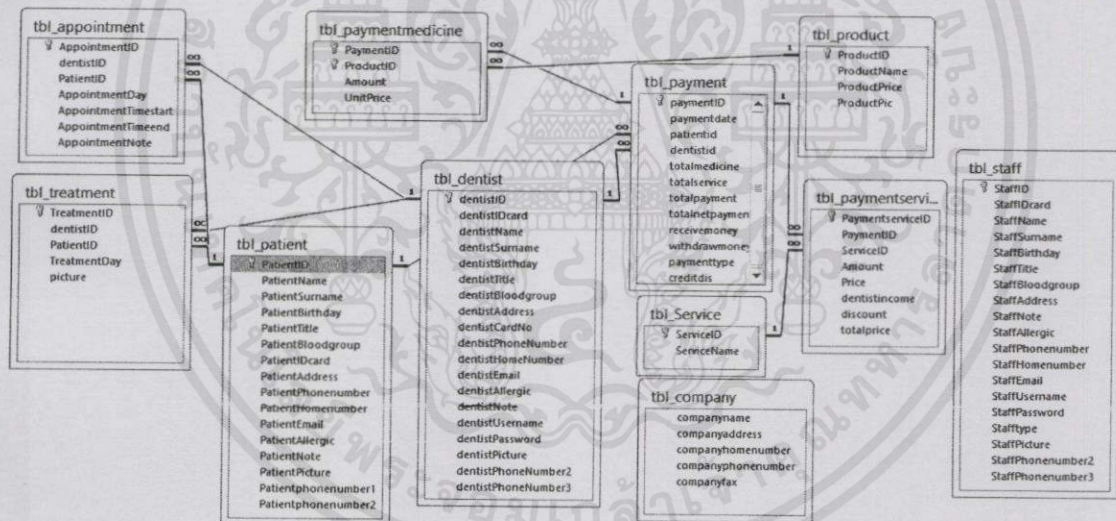 tbl_appointment
AppointmentID
dentistID
PatientID
AppointmentDay
AppointmentTimestart
AppointmentTimeend
AppointmentNote
tbl_paymentmedicine
PaymentID
ProductID
Amount
UnitPrice
tbl_product
ProductID
ProductName
ProductPrice
ProductPic
tbl_payment
paymentID
paymentdate
patientid
dentistid
totalmedicine
totalservice
totalpayment
totalnetpaymen
receivemoney
withdrawmone
paymenttype
creditdis
tbl_treatment
TreatmentID
dentistID
PatientID
TreatmentDay
picture
tbl_patient
PatientID
PatientName
PatientSurname
PatientBirthday
PatientTitle
PatientBloodgroup
PatientIDcard
PatientAddress
PatientPhonenumber
PatientHomenumber
PatientEmail
PatientAllergic
PatientNote
PatientPicture
Patientphonenumber1
Patientphonenumber2
tbl_dentist
dentistID
dentistIDcard
dentistName
dentistSurname
dentistBirthday
dentistTitle
dentistBloodgroup
dentistAddress
dentistCardNo
dentistPhoneNumber
dentistHomeNumber
dentistEmail
dentistAllergic
dentistNote
dentistUsername
dentistPassword
dentistPicture
dentistPhoneNumber2
dentistPhoneNumber3
tbl_paymentservi...
PaymentserviceID
PaymentID
ServiceID
Amount
Price
dentistincome
discount
totalprice
tbl_Service
ServiceID
ServiceName
tbl_company
companyname
companyaddress
companyhomenumber
companyphonenumber
companyfax
tbl_staff
StaffID
StaffIDcard
StaffName
StaffSurname
StaffBirthday
StaffTitle
StaffBloodgroup
StaffAddress
StaffNote
StaffAllergic
StaffPhonenumber
StaffHomenumber
StaffEmail
StaffUsername
StaffPassword
Stafftype
StaffPicture
StaffPhonenumber2
StaffPhonenumber3